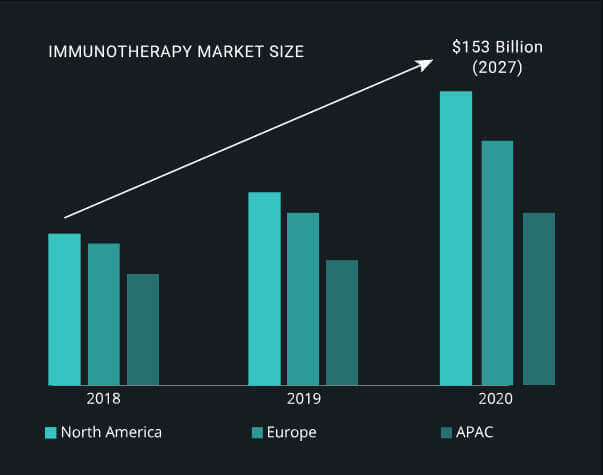 IMMUNOTHERAPY MARKET SIZE
$153 Billion
(2027)
2018
2019
2020
North America
Europe
APAC